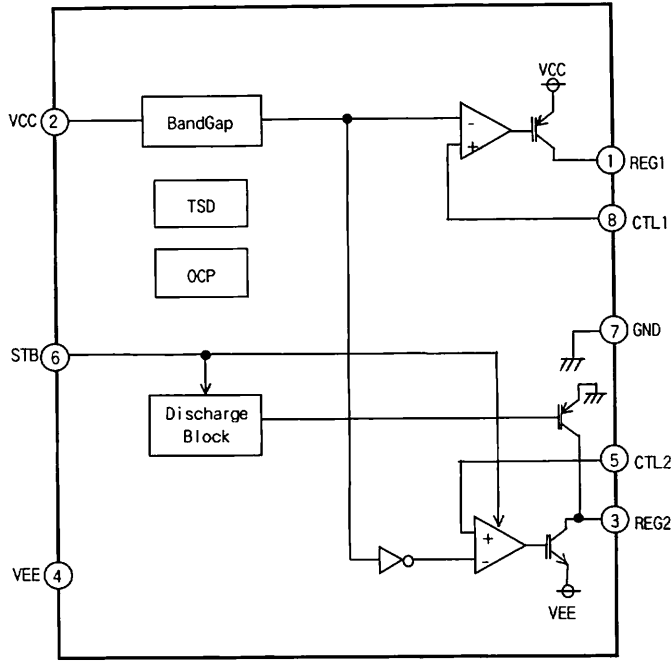 VCC
VCC 2 BandGap
-
+
1 REG1
TSD
8 CTL1
OCP
7 GND
STB 6
Discharge
Block
5 CTL2
3 REG2
+
-
VEE 4
VEE